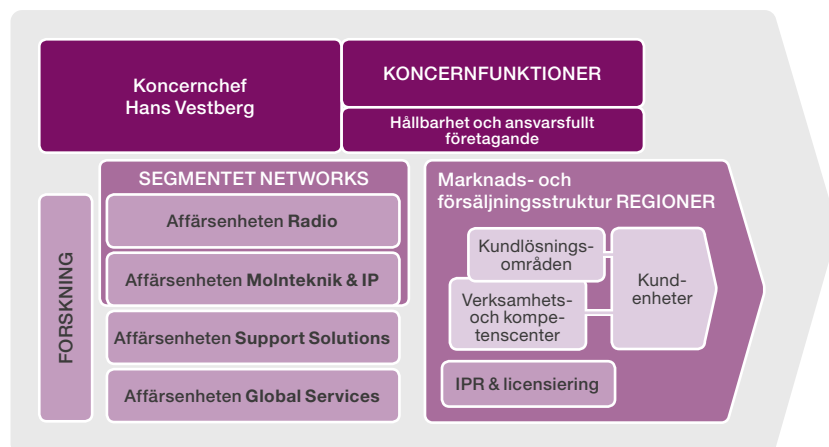 Koncernchef
Hans Vestberg
KONCERNFUNKTIONER
Hållbarhet och ansvarsfullt
företagande
FORSKNING
SEGMENTET NETWORKS
Affärsenheten Radio
Affärsenheten Molnteknik & IP
Affärsenheten Support Solutions
Affärsenheten Global Services
Marknads- och
försäljningsstruktur REGIONER
Kundlösnings-
områden
Verksamhets-
och kompe-
tenscenter
Kund-
enheter
IPR & licensiering